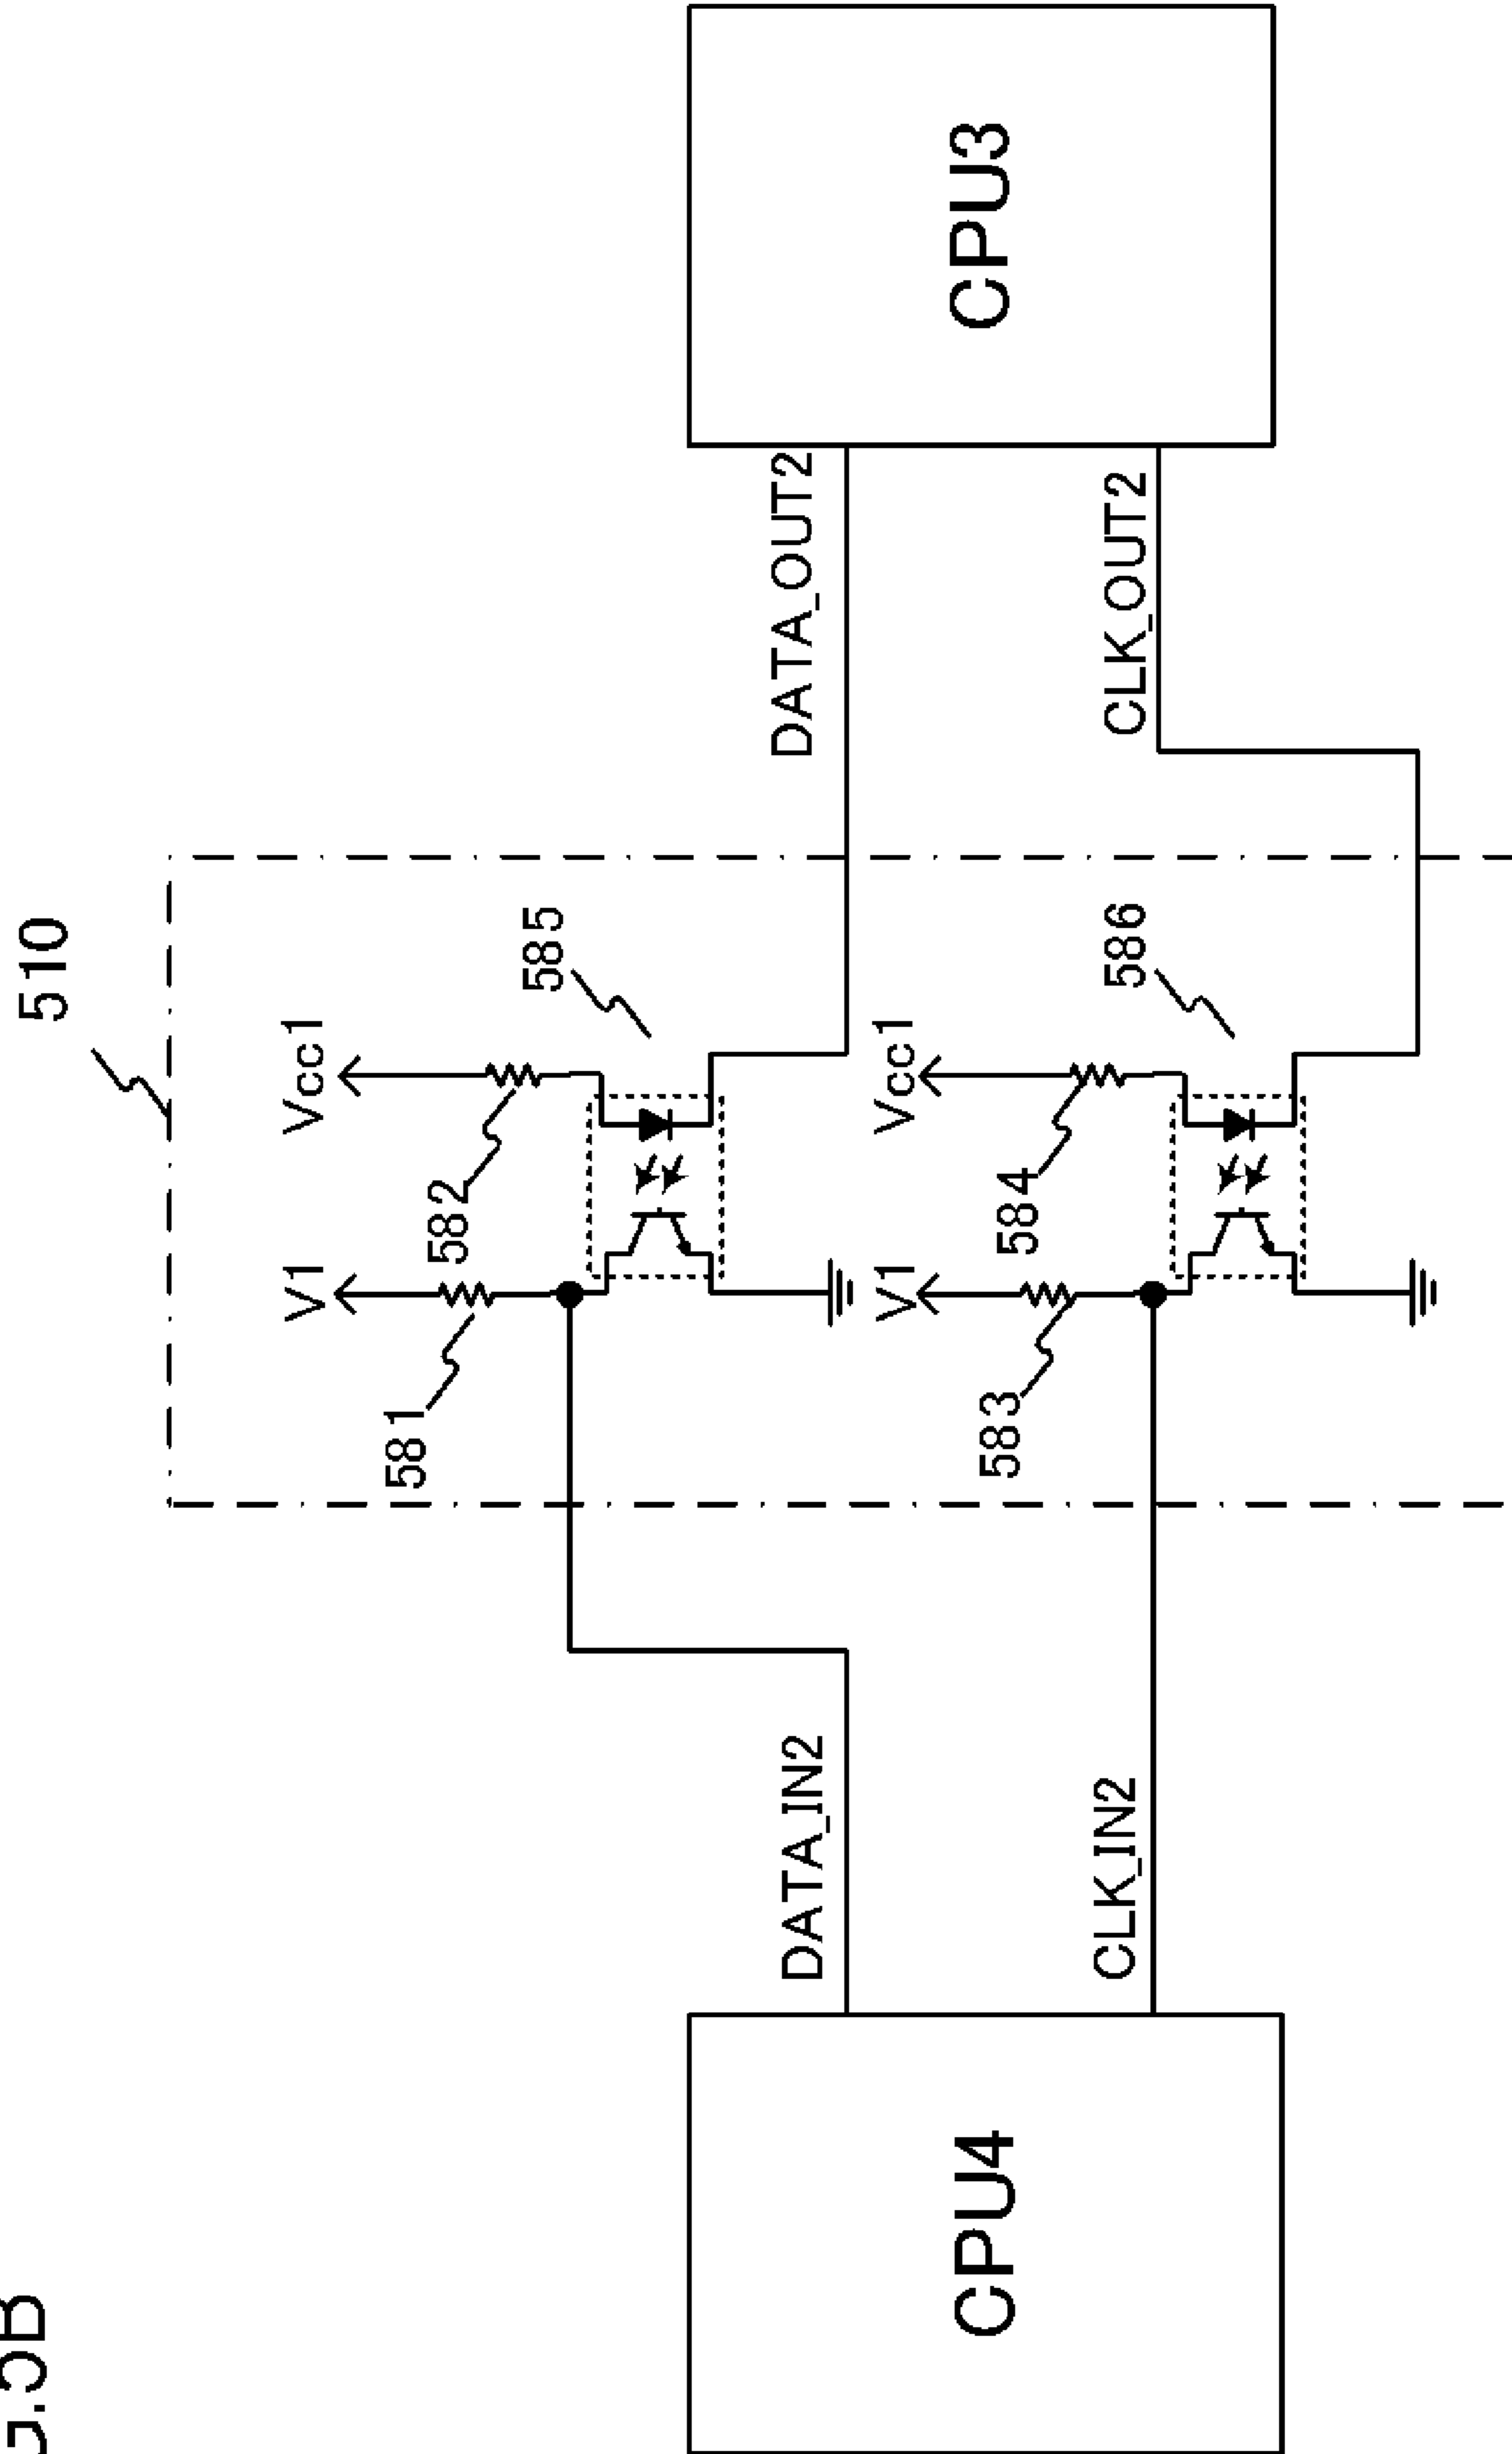 510
Vcc1
V1
582
585
581
DATA_IN2
DATA_OUT2
CPU4
CPU3
Vcc1
V1
584
586
583
CLK_IN2
CLK_OUT2